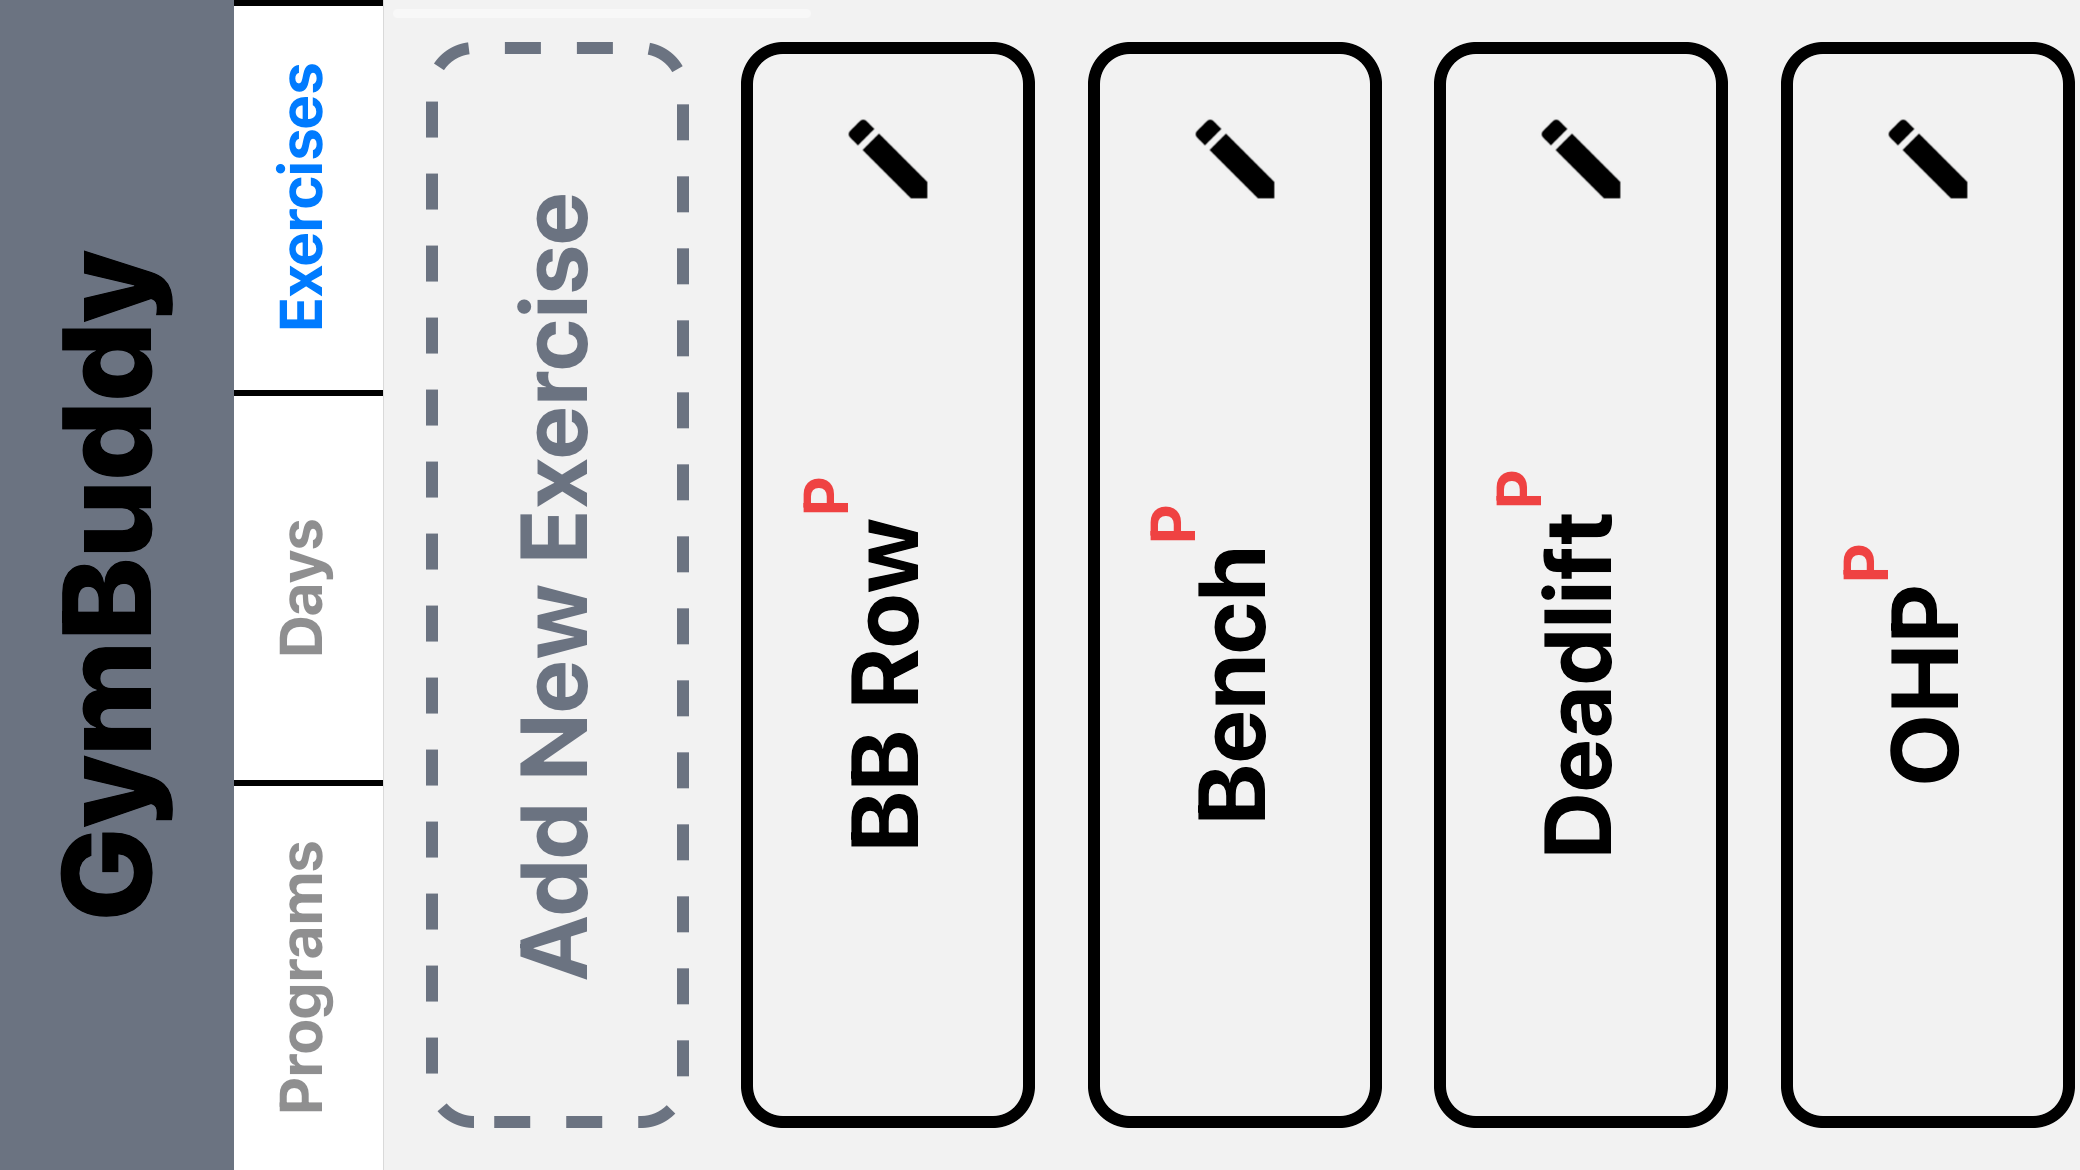 GymBuddy
Programs Days Exercises
Add New Exercise
BB Row P
Bench P
Deadlift P
OHP P